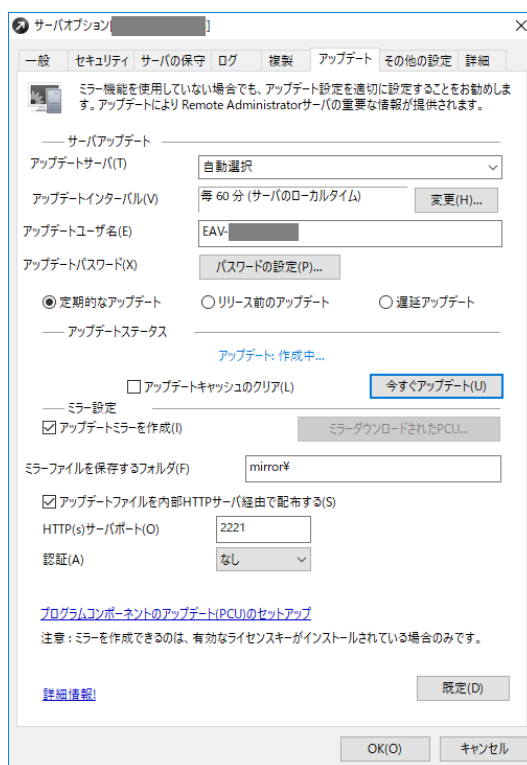 サーバオプション[ ]
一般 セキュリティ サーバの保守 ログ 複製 アップデート その他の設定 詳細
ミラー機能を使用していない場合でも、アップデート設定を適切に設定することをお勧めしま
す。アップデートにより Remote Administratorサーバの重要な情報が提供されます。
サーバアップデート
アップデートサーバ(T) 自動選択
アップデートインターバル(V) 毎 60 分 (サーバのローカルタイム) 変更(H)...
アップデートユーザ名(E) EAV-
アップデートパスワード(X) パスワードの設定(P)...
定期的なアップデート リリース前のアップデート 遅延アップデート
アップデートステータス
アップデート: 作成中...
アップデートキャッシュのクリア(L) 今すぐアップデート(U)
ミラー設定
アップデートミラーを作成(I) ミラーダウンロードされたPCU...
ミラーファイルを保存するフォルダ(F) mirror¥
アップデートファイルを内部HTTPサーバ経由で配布する(S)
HTTP(s)サーバポート(O) 2221
認証(A) なし
プログラムコンポーネントのアップデート(PCU)のセットアップ
注意 : ミラーを作成できるのは、有効なライセンスキーがインストールされている場合のみです。
詳細情報! 既定(D)
OK(O) キャンセル